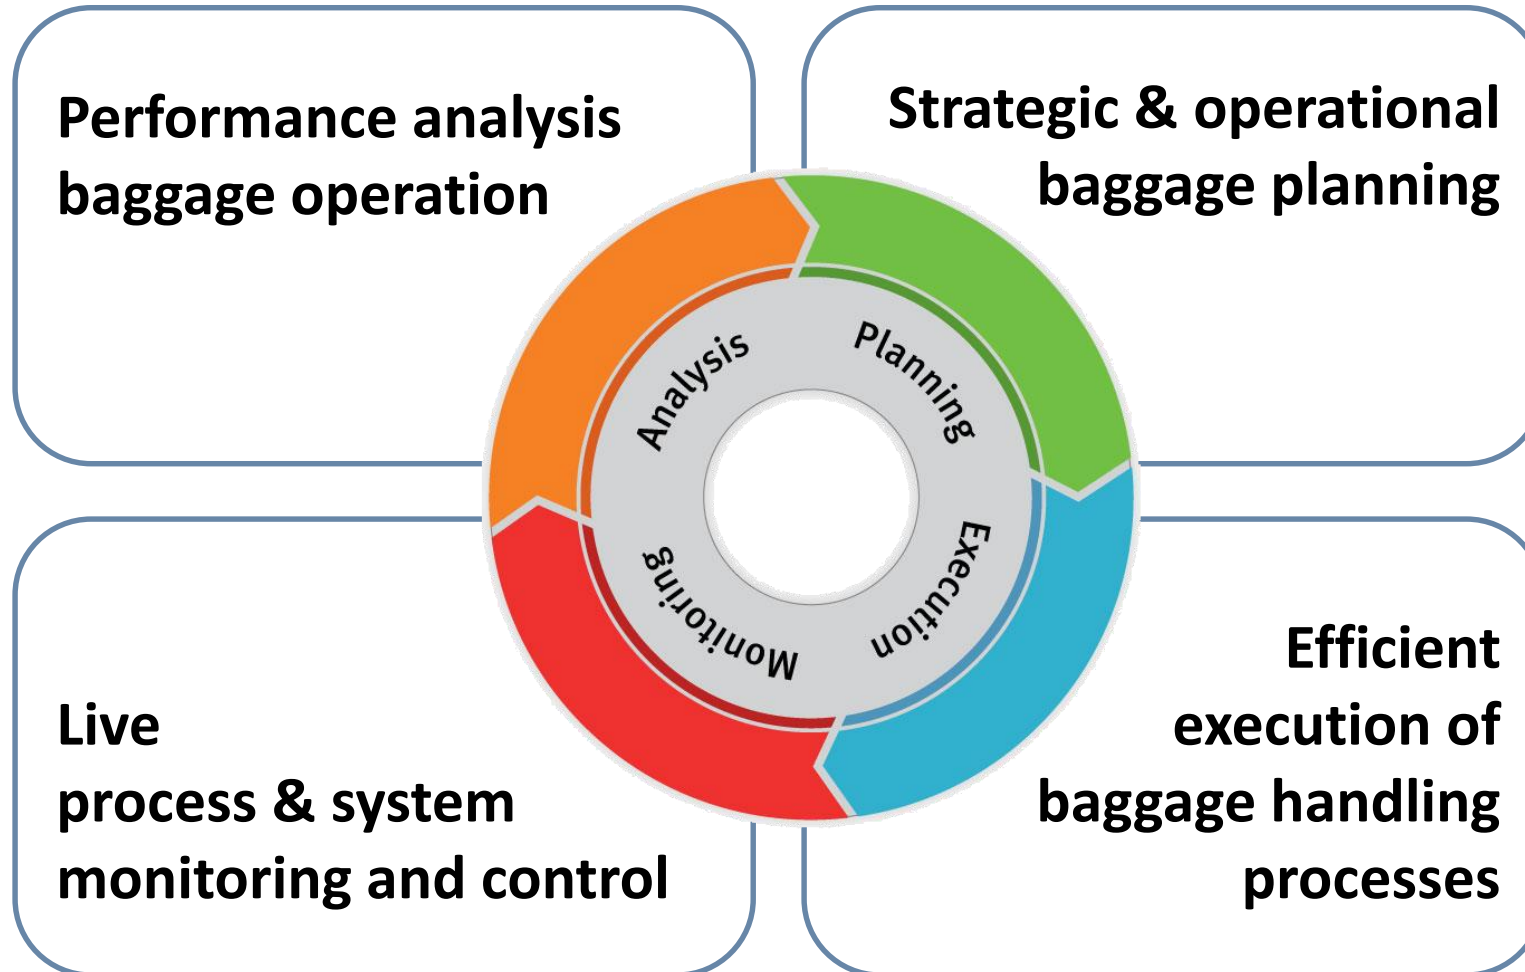 Performance analysis
baggage operation
Strategic & operational
baggage planning
Analysis
Planning
Execution
Monitoring
Live
process & system
monitoring and control
Efficient
execution of
baggage handling
processes